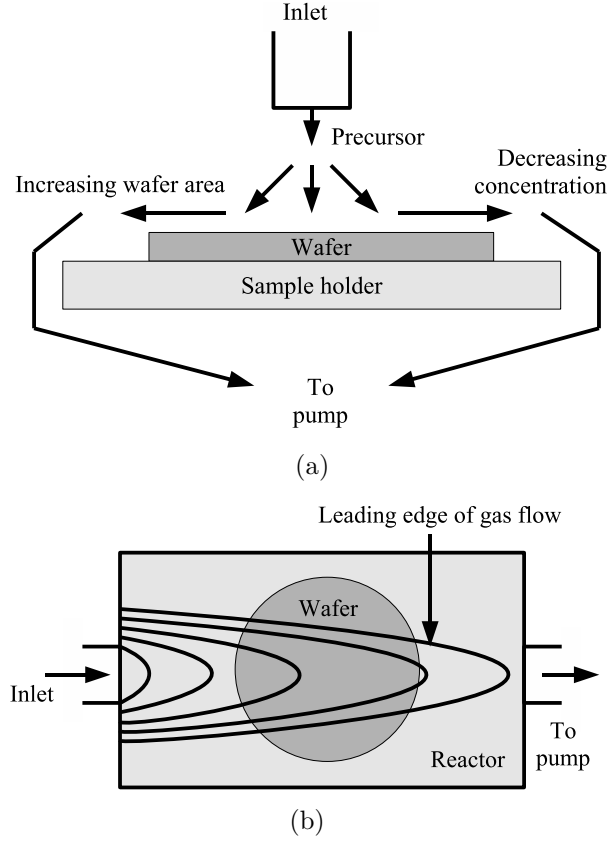 Inlet
Precursor
Increasing wafer area
Decreasing
concentration
Wafer
Sample holder
To
pump
(a)
Leading edge of gas flow
Wafer
Inlet
Reactor
To
pump
(b)